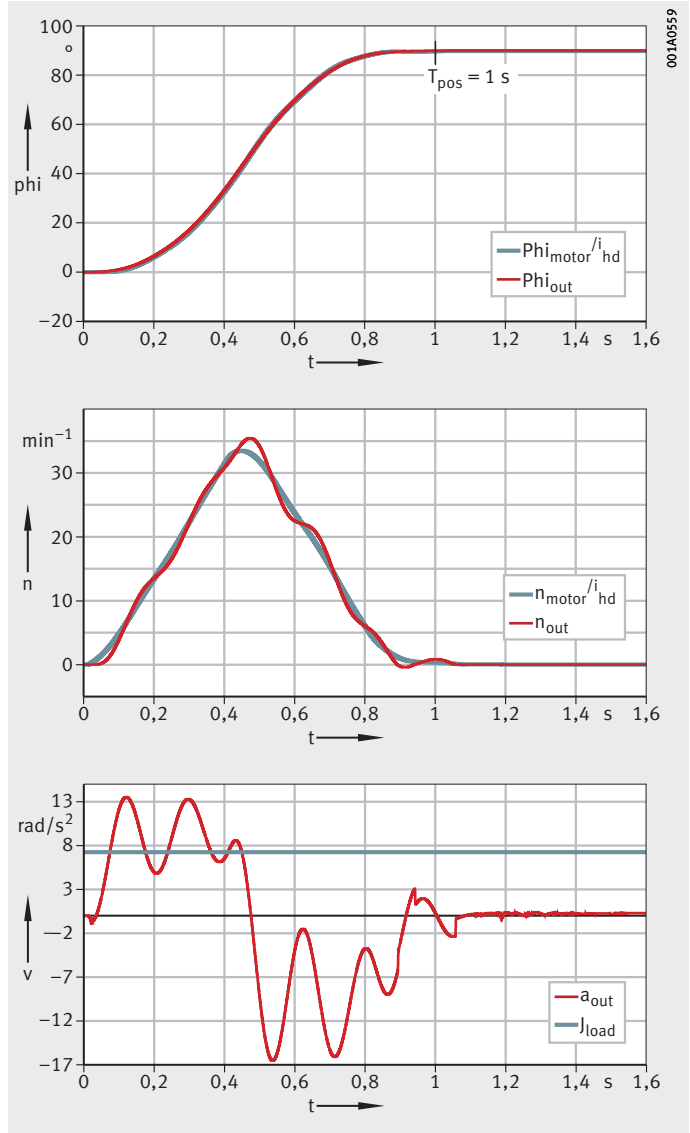 001A0559
100
°
80
60
40
20
0
−20
phi
T_pos = 1 s
Phi_motor/i_hd
Phi_out
0 0,2 0,4 0,6 0,8 1 1,2 1,4 s 1,6
t
min⁻¹
30
20
10
0
n
n_motor/i_hd
n_out
0 0,2 0,4 0,6 0,8 1 1,2 1,4 s 1,6
t
13
rad/s²
8
3
−2
−7
−12
−17
v
a_out
J_load
0 0,2 0,4 0,6 0,8 1 1,2 1,4 s 1,6
t